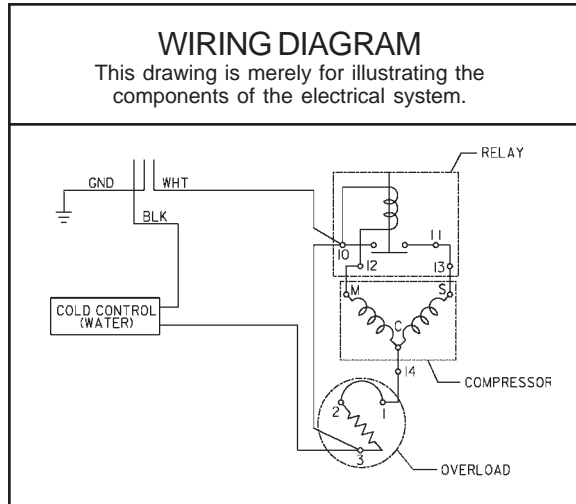 WIRING DIAGRAM
This drawing is merely for illustrating the
components of the electrical system.
RELAY
GND
WHT
BLK
10
11
12
13
M
S
C
COLD CONTROL
(WATER)
14
COMPRESSOR
2
1
3
OVERLOAD